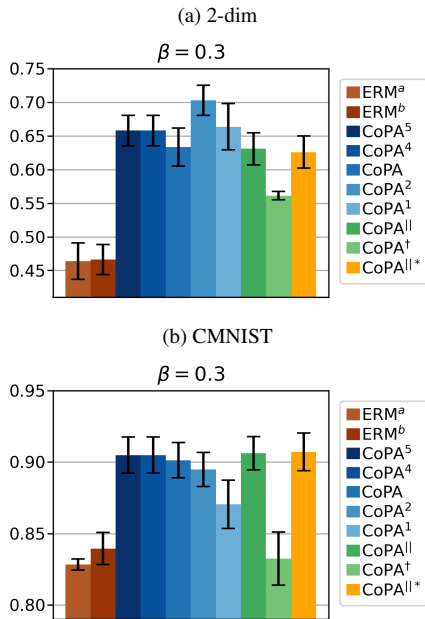 (a) 2-dim
β = 0.3
0.75
0.70
0.65
0.60
0.55
0.50
0.45
ERMᵃ
ERMᵇ
CoPA⁵
CoPA⁴
CoPA
CoPA²
CoPA¹
CoPA^||
CoPA^†
CoPA^||*
(b) CMNIST
β = 0.3
0.95
0.90
0.85
0.80
ERMᵃ
ERMᵇ
CoPA⁵
CoPA⁴
CoPA
CoPA²
CoPA¹
CoPA^||
CoPA^†
CoPA^||*